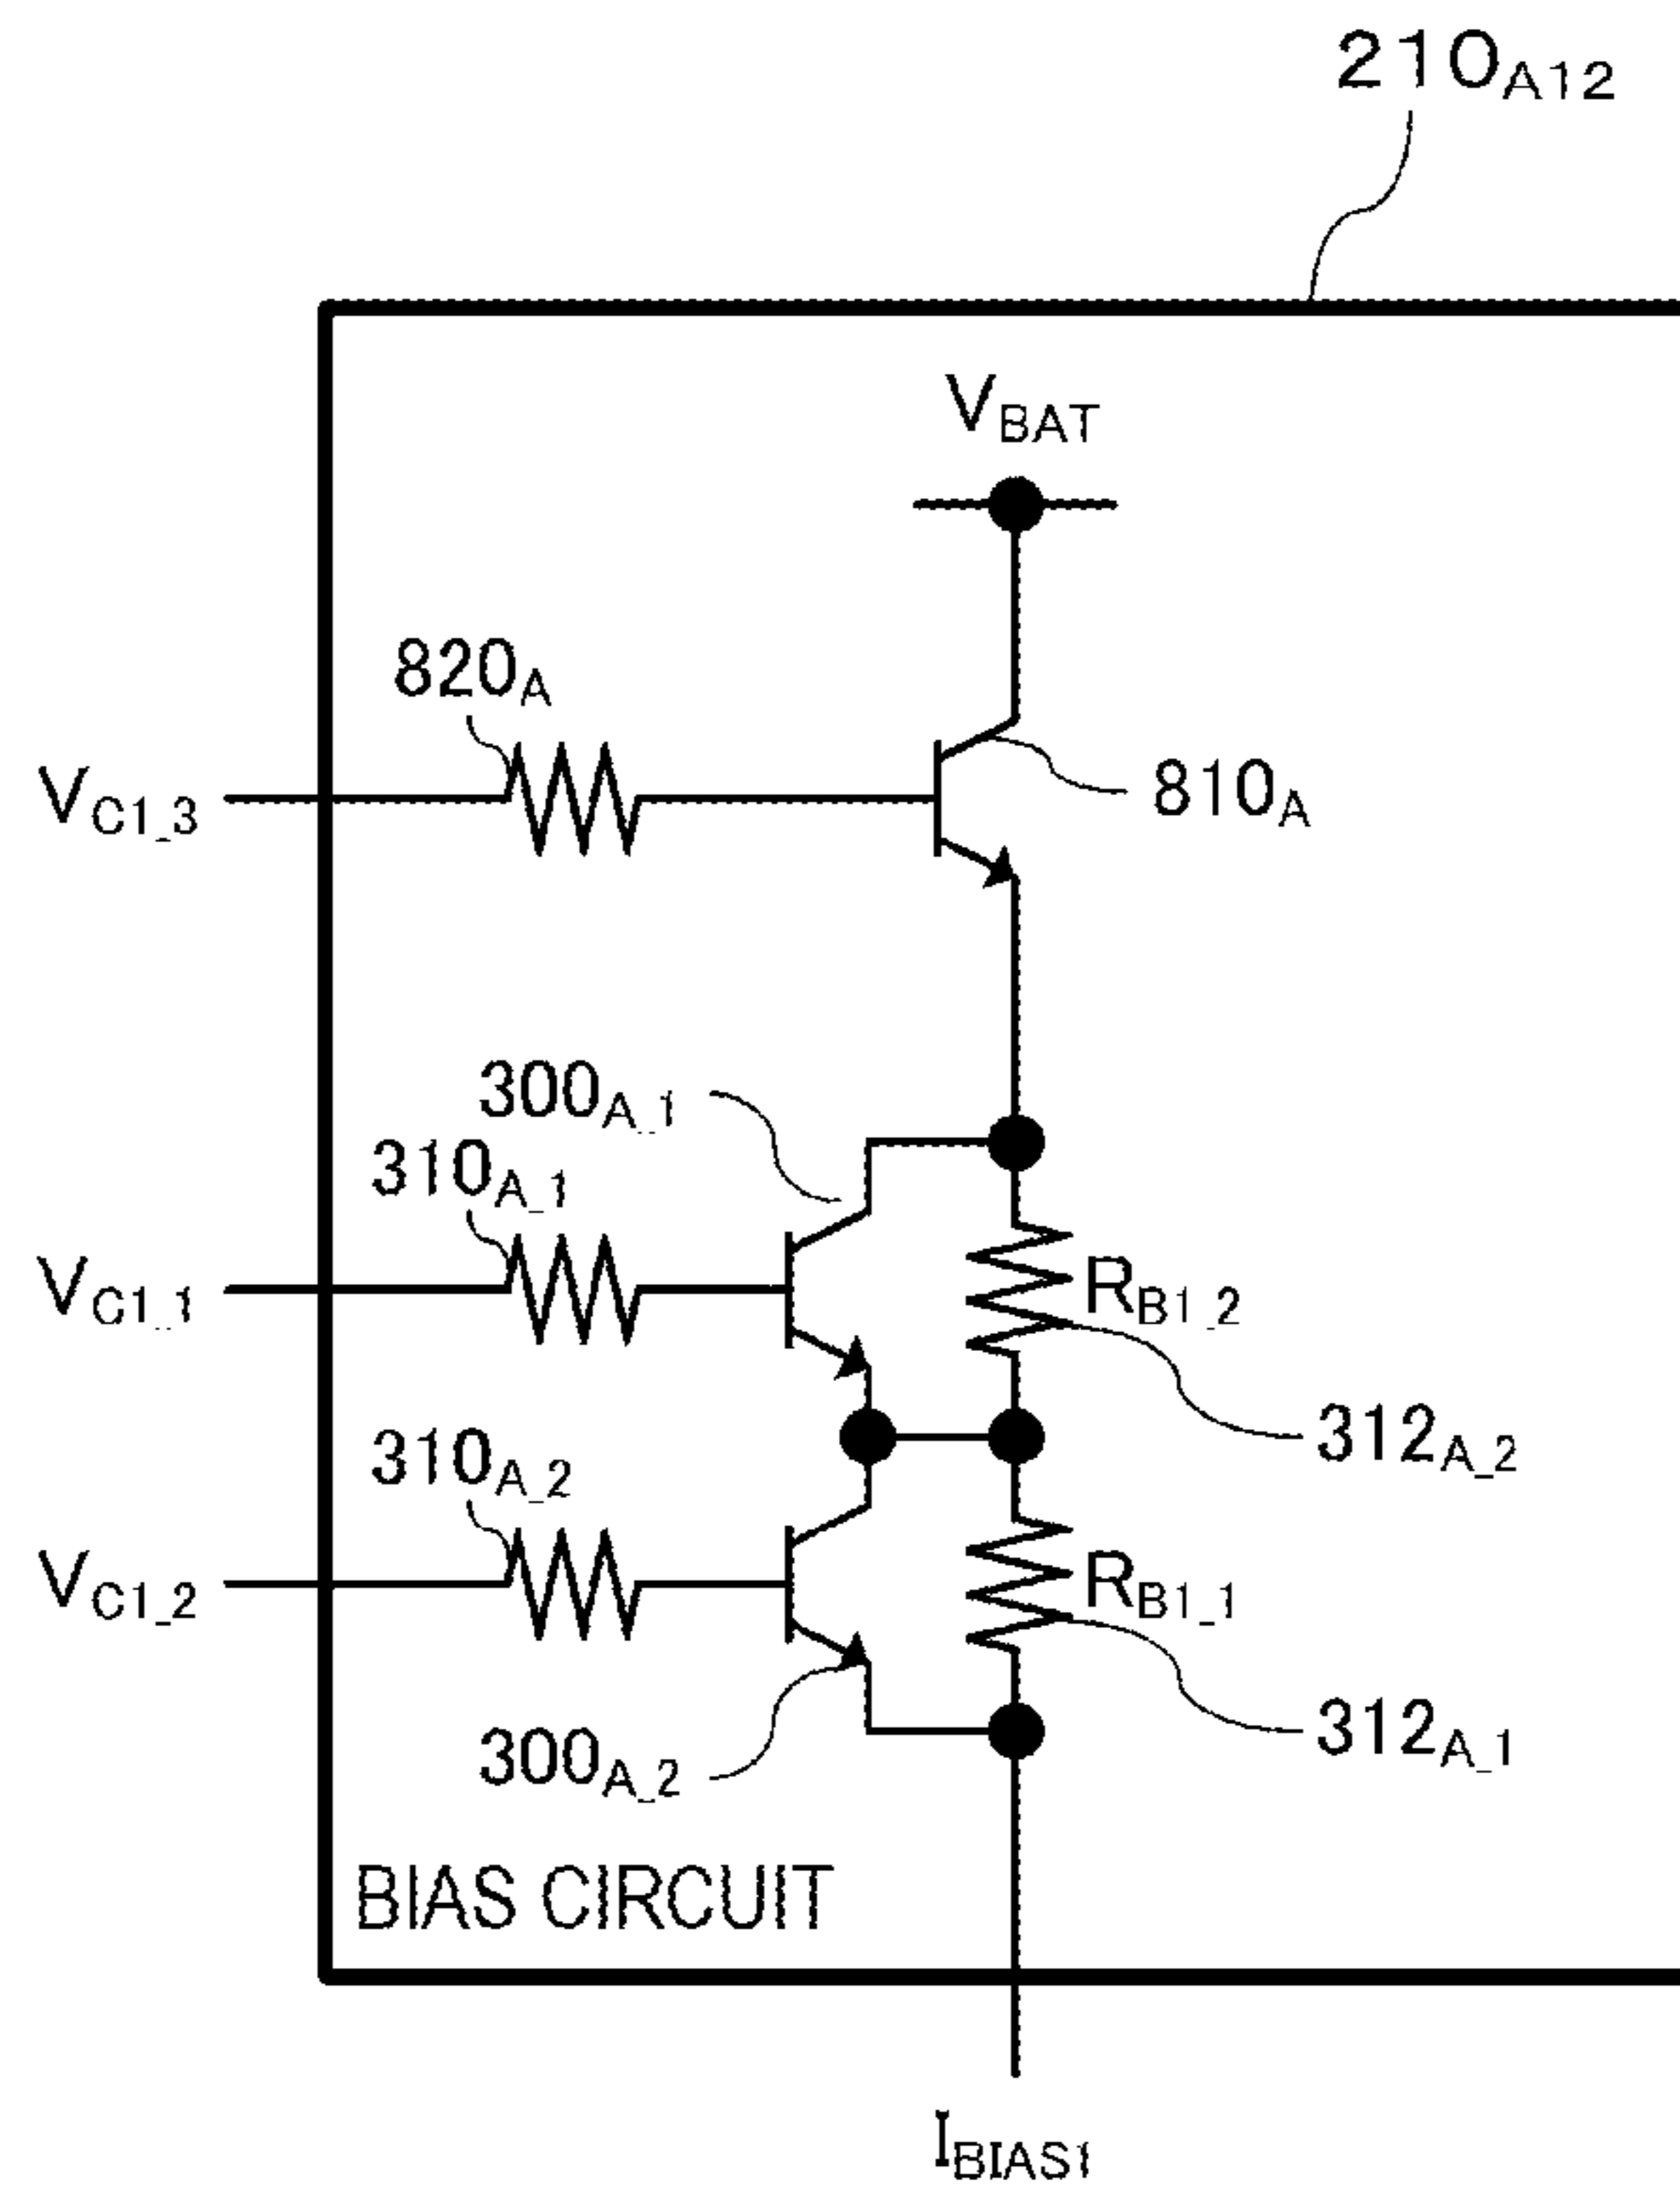 210A12
VBAT
820A
VC1_3
810A
300A_1
310A_1
VC1_1
RB1_2
312A_2
310A_2
VC1_2
RB1_1
312A_1
300A_2
BIAS CIRCUIT
IBIAS1